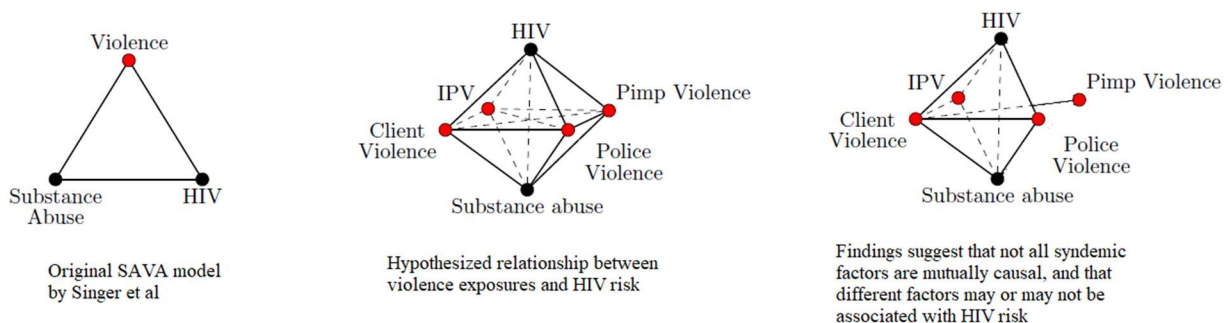 Violence
Substance
Abuse
HIV
Original SAVA model
by Singer et al
HIV
IPV
Pimp Violence
Client
Violence
Police
Violence
Substance abuse
Hypothesized relationship between
violence exposures and HIV risk
HIV
IPV
Pimp Violence
Client
Violence
Police
Violence
Substance abuse
Findings suggest that not all syndemic
factors are mutually causal, and that
different factors may or may not be
associated with HIV risk